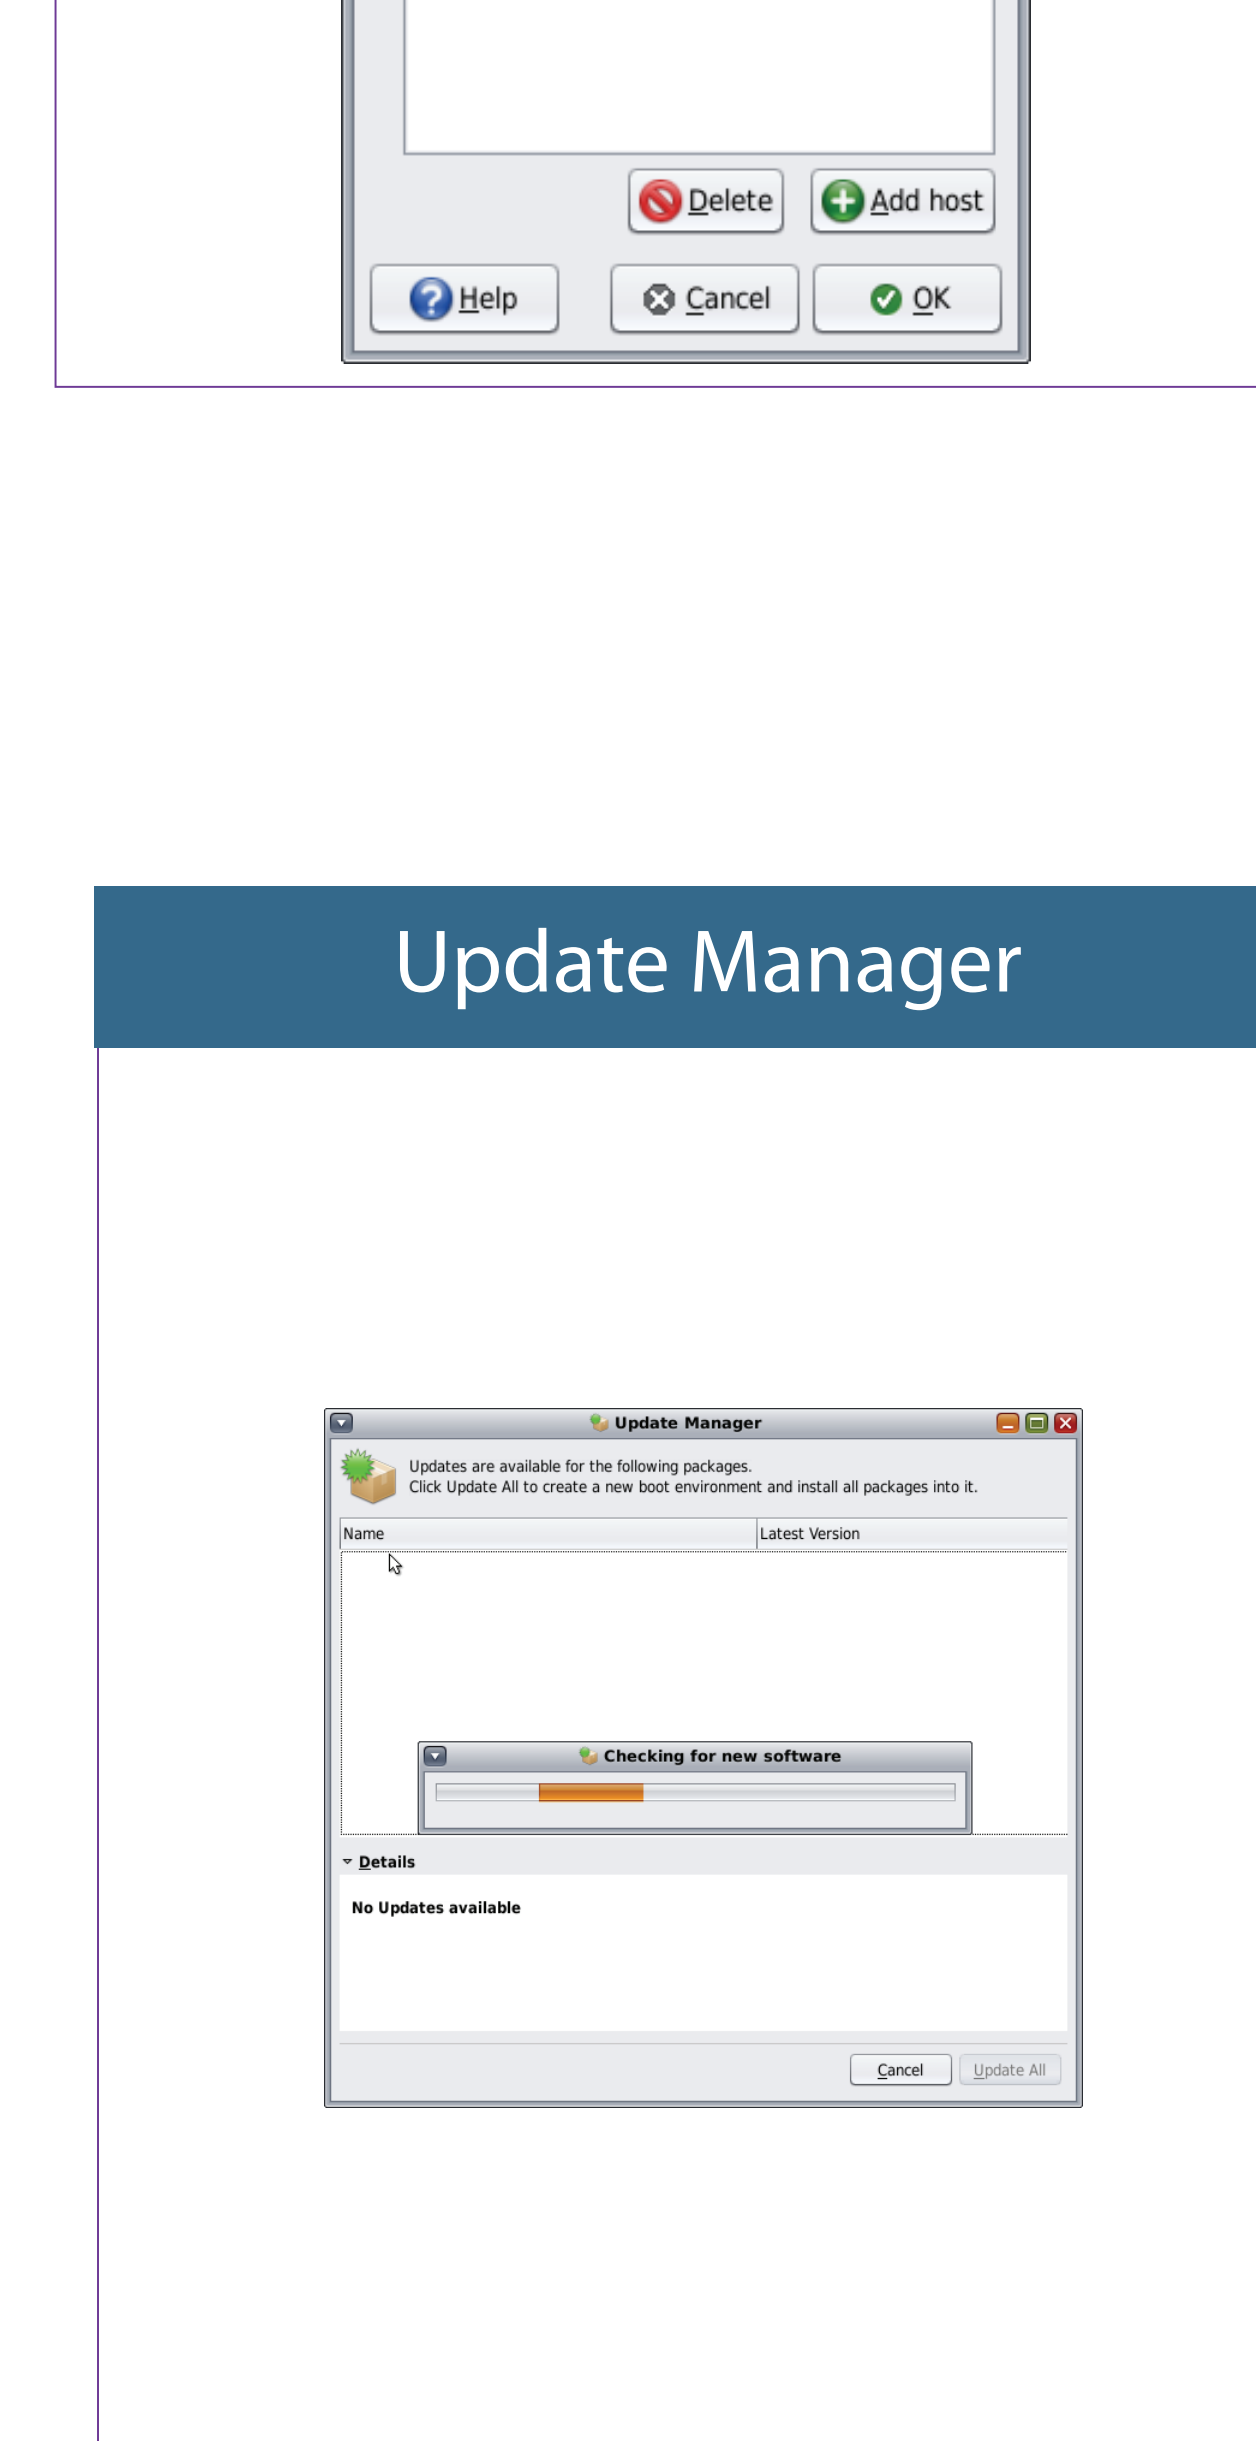 Delete Add host
Help Cancel OK
Update Manager
Update Manager
Updates are available for the following packages.
Click Update All to create a new boot environment and install all packages into it.
Name Latest Version
Checking for new software
Details
No Updates available
Cancel Update All